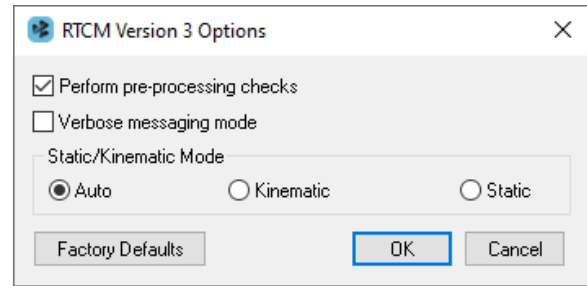 RTCM Version 3 Options
Perform pre-processing checks
Verbose messaging mode
Static/Kinematic Mode
Auto Kinematic Static
Factory Defaults OK Cancel